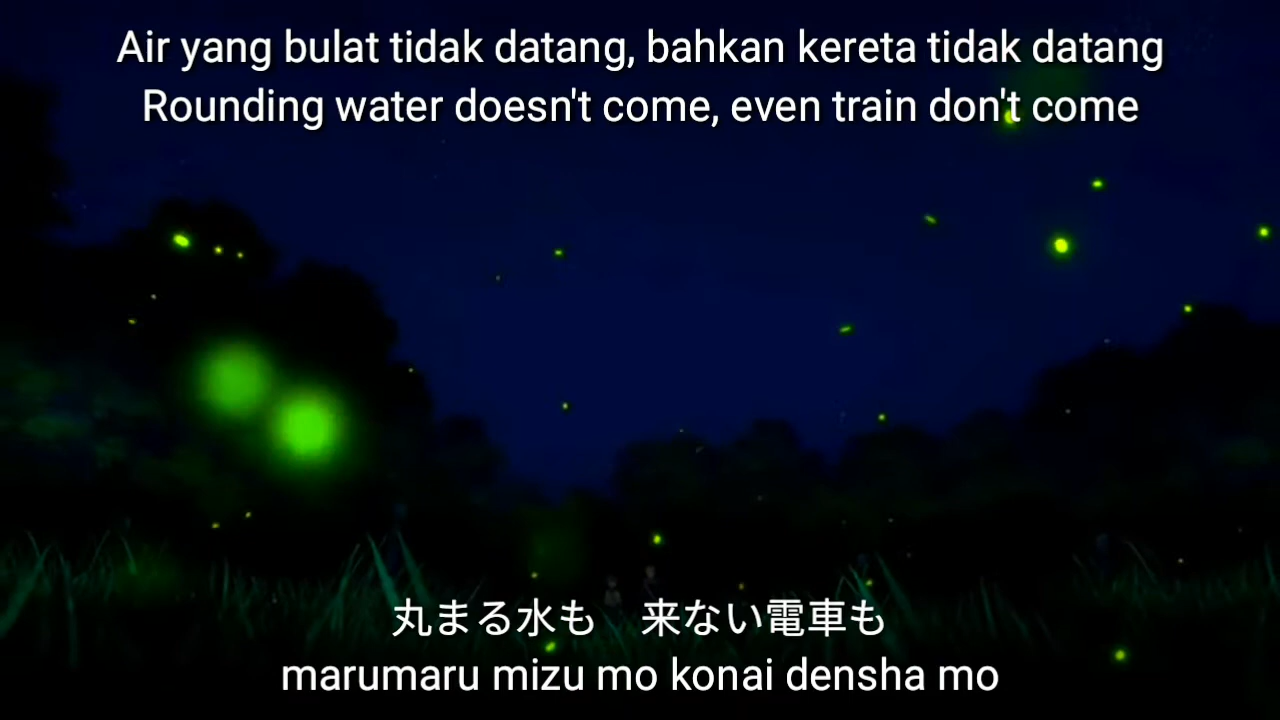 Air yang bulat tidak datang, bahkan kereta tidak datang
Rounding water doesn't come, even train don't come
丸まる水も　来ない電車も
marumaru mizu mo konai densha mo